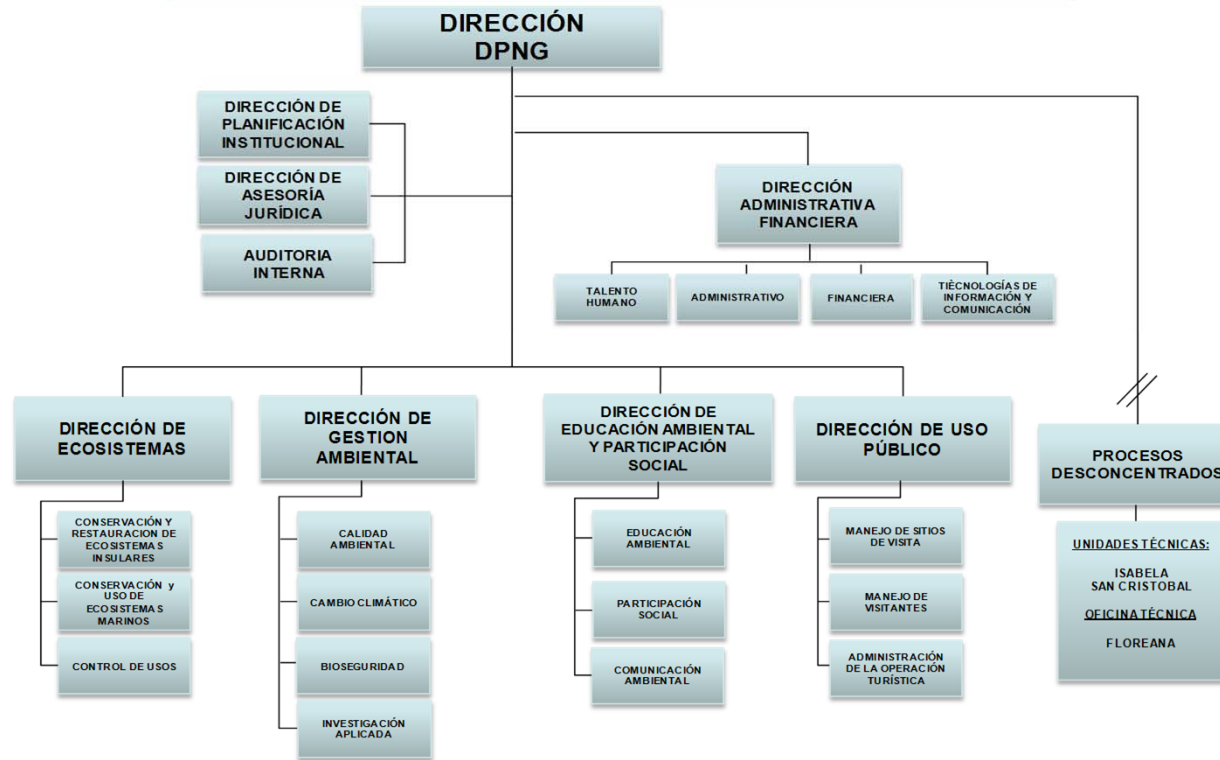 DIRECCIÓN
DPNG
DIRECCIÓN DE
PLANIFICACIÓN
INSTITUCIONAL
DIRECCIÓN DE
ASESORÍA
JURÍDICA
AUDITORIA
INTERNA
DIRECCIÓN
ADMINISTRATIVA
FINANCIERA
TALENTO
HUMANO
ADMINISTRATIVO
FINANCIERA
TIÉCNOLOGÍAS DE
INFORMACIÓN Y
COMUNICACIÓN
DIRECCIÓN DE
ECOSISTEMAS
CONSERVACIÓN Y
RESTAURACION DE
ECOSISTEMAS
INSULARES
CONSERVACIÓN y
USO DE
ECOSISTEMAS
MARINOS
CONTROL DE USOS
DIRECCIÓN DE
GESTION
AMBIENTAL
CALIDAD
AMBIENTAL
CAMBIO CLIMÁTICO
BIOSEGURIDAD
INVESTIGACIÓN
APLICADA
DIRECCIÓN DE
EDUCACIÓN AMBIENTAL
Y PARTICIPACIÓN
SOCIAL
EDUCACIÓN
AMBIENTAL
PARTICIPACIÓN
SOCIAL
COMUNICACIÓN
AMBIENTAL
DIRECCIÓN DE USO
PÚBLICO
MANEJO DE SITIOS
DE VISITA
MANEJO DE
VISITANTES
ADMINISTRACIÓN
DE LA OPERACIÓN
TURÍSTICA
PROCESOS
DESCONCENTRADOS
UNIDADES TÉCNICAS:
ISABELA
SAN CRISTOBAL
OFICINA TÉCNICA
FLOREANA